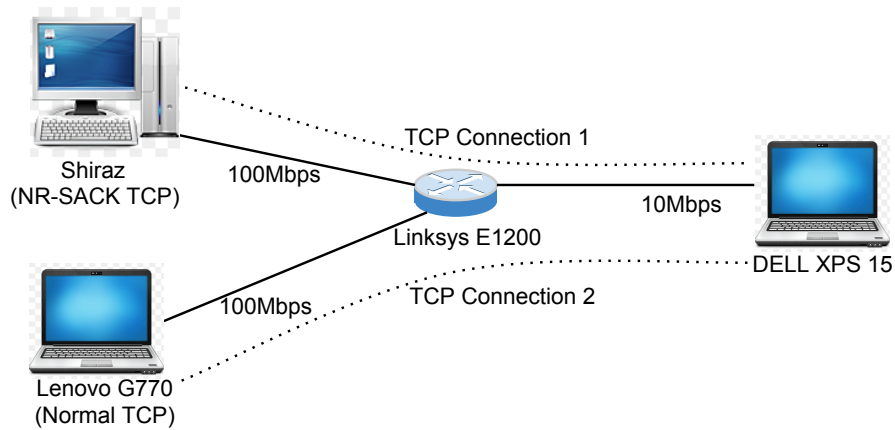 TCP Connection 1
Shiraz
(NR-SACK TCP)
100Mbps
10Mbps
Linksys E1200
DELL XPS 15
100Mbps
TCP Connection 2
Lenovo G770
(Normal TCP)